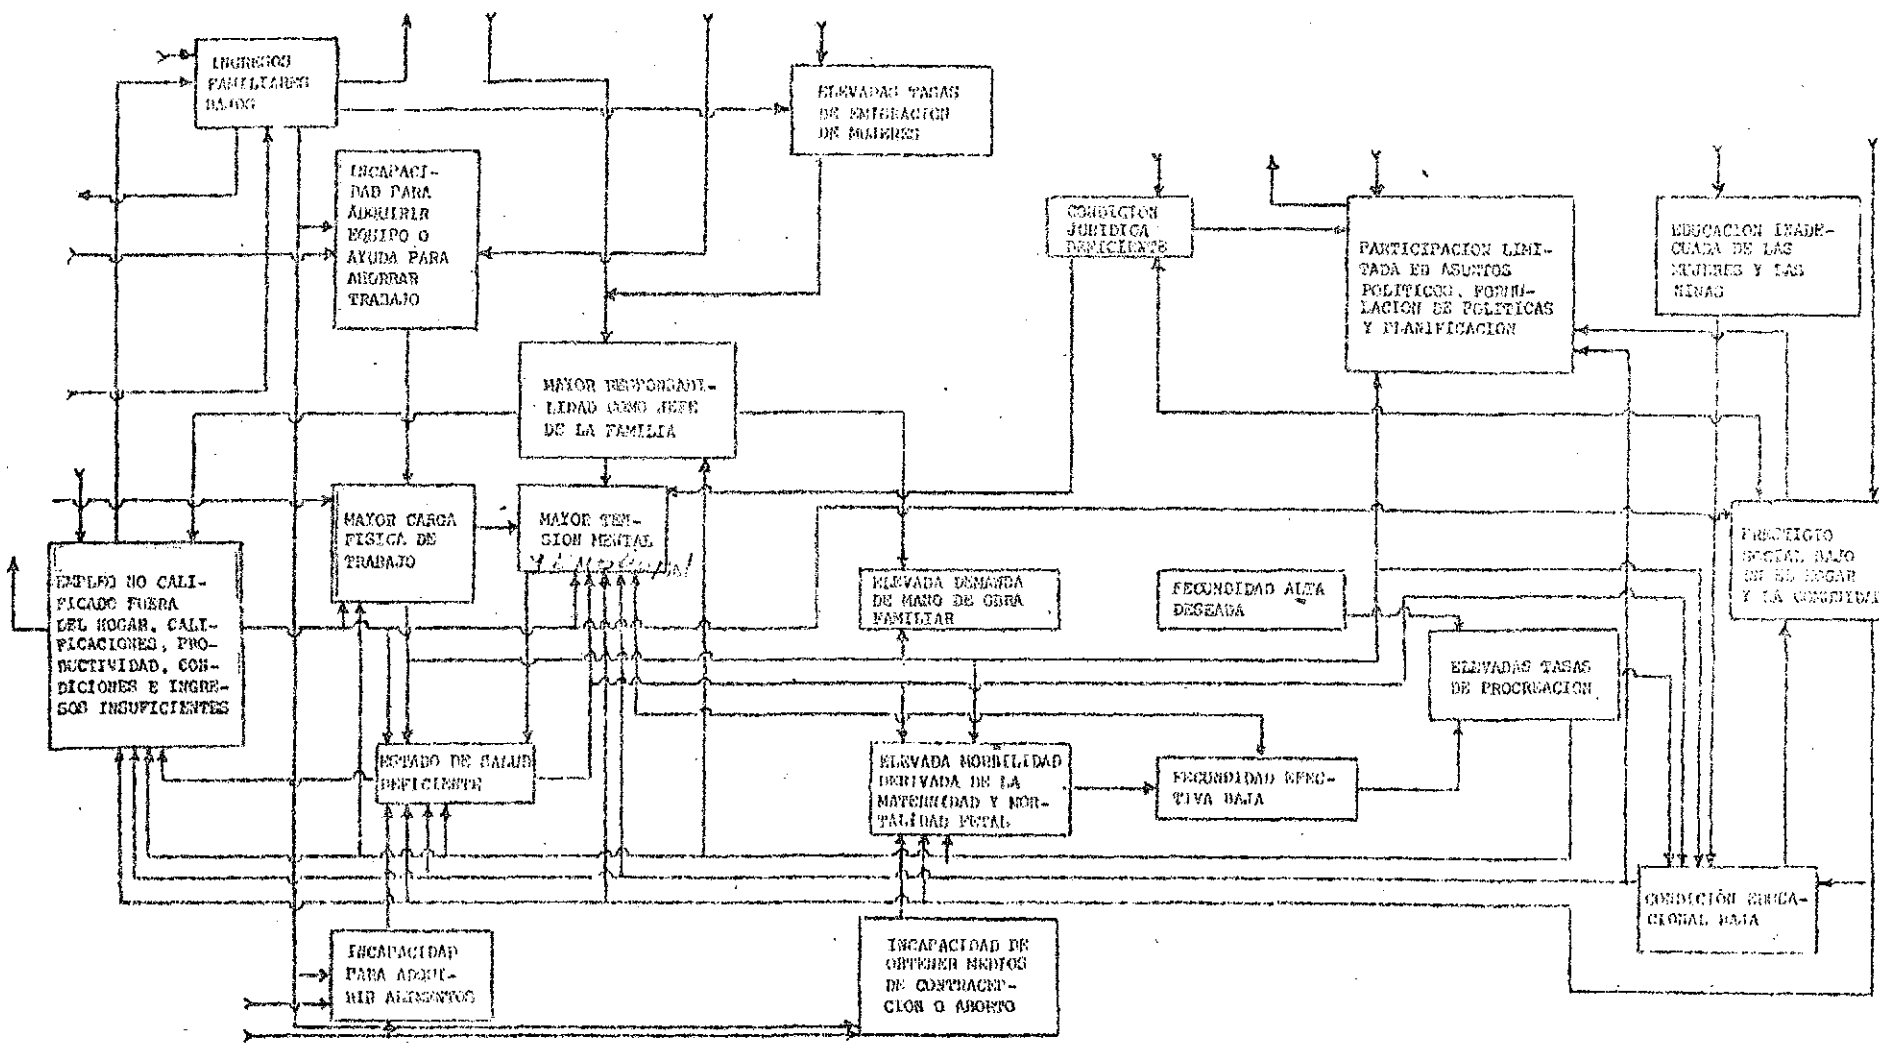 INGRESOS
FAMILIARES
BAJOS
ELEVADAS TASAS
DE EMIGRACION
DE MUJERES
INCAPACI-
DAD PARA
ADQUIRIR
EQUIPO O
AYUDA PARA
AHORRAR
TRABAJO
CONDICION
JURIDICA
DEFICIENTE
PARTICIPACION LIMI-
TADA EN ASUNTOS
POLITICOS, FORMU-
LACION DE POLITICAS
Y PLANIFICACION
EDUCACION INADE-
CUADA DE LAS
MUJERES Y LAS
NINAS
MAYOR RESPONSABI-
LIDAD COMO JEFE
DE LA FAMILIA
MAYOR CARGA
FISICA DE
TRABAJO
MAYOR TEN-
SION MENTAL
EMPLEO NO CALI-
FICADO FUERA
DEL HOGAR, CALI-
FICACIONES, PRO-
DUCTIVIDAD, CON-
DICIONES E INGRE-
SOS INSUFICIENTES
ELEVADA DEMANDA
DE MANO DE OBRA
FAMILIAR
FECUNDIDAD ALTA
DESEADA
PRESTIGIO
SOCIAL BAJO
EN EL HOGAR
Y LA COMUNIDAD
ELEVADAS TASAS
DE PROCREACION
ESTADO DE SALUD
DEFICIENTE
ELEVADA MORBILIDAD
DERIVADA DE LA
MATERNIDAD Y MOR-
TALIDAD FETAL
FECUNDIDAD EFEC-
TIVA BAJA
CONDICIÓN EDUCA-
CIONAL BAJA
INCAPACIDAD
PARA ADQUI-
RIR ALIMENTOS
INCAPACIDAD DE
OBTENER MEDIOS
DE CONTRACEP-
CION O ABORTO